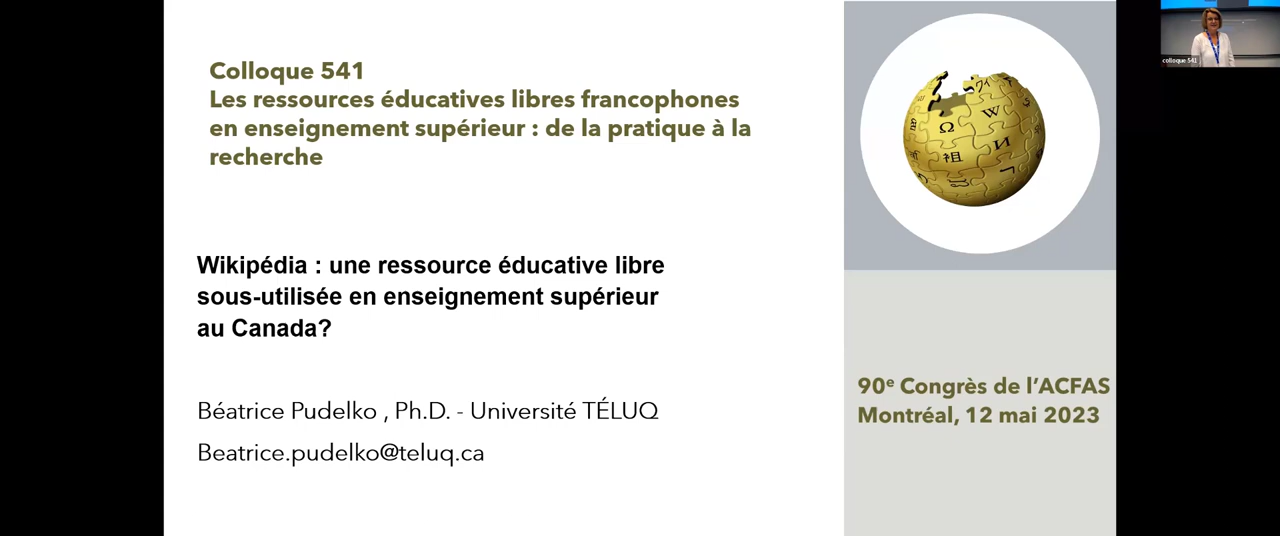 Colloque 541
Les ressources éducatives libres francophones
en enseignement supérieur : de la pratique à la
recherche
Wikipédia : une ressource éducative libre
sous-utilisée en enseignement supérieur
au Canada?
Béatrice Pudelko , Ph.D. - Université TÉLUQ
Beatrice.pudelko@teluq.ca
Ω W И
祖
90e Congrès de l'ACFAS
Montréal, 12 mai 2023
colloque 541